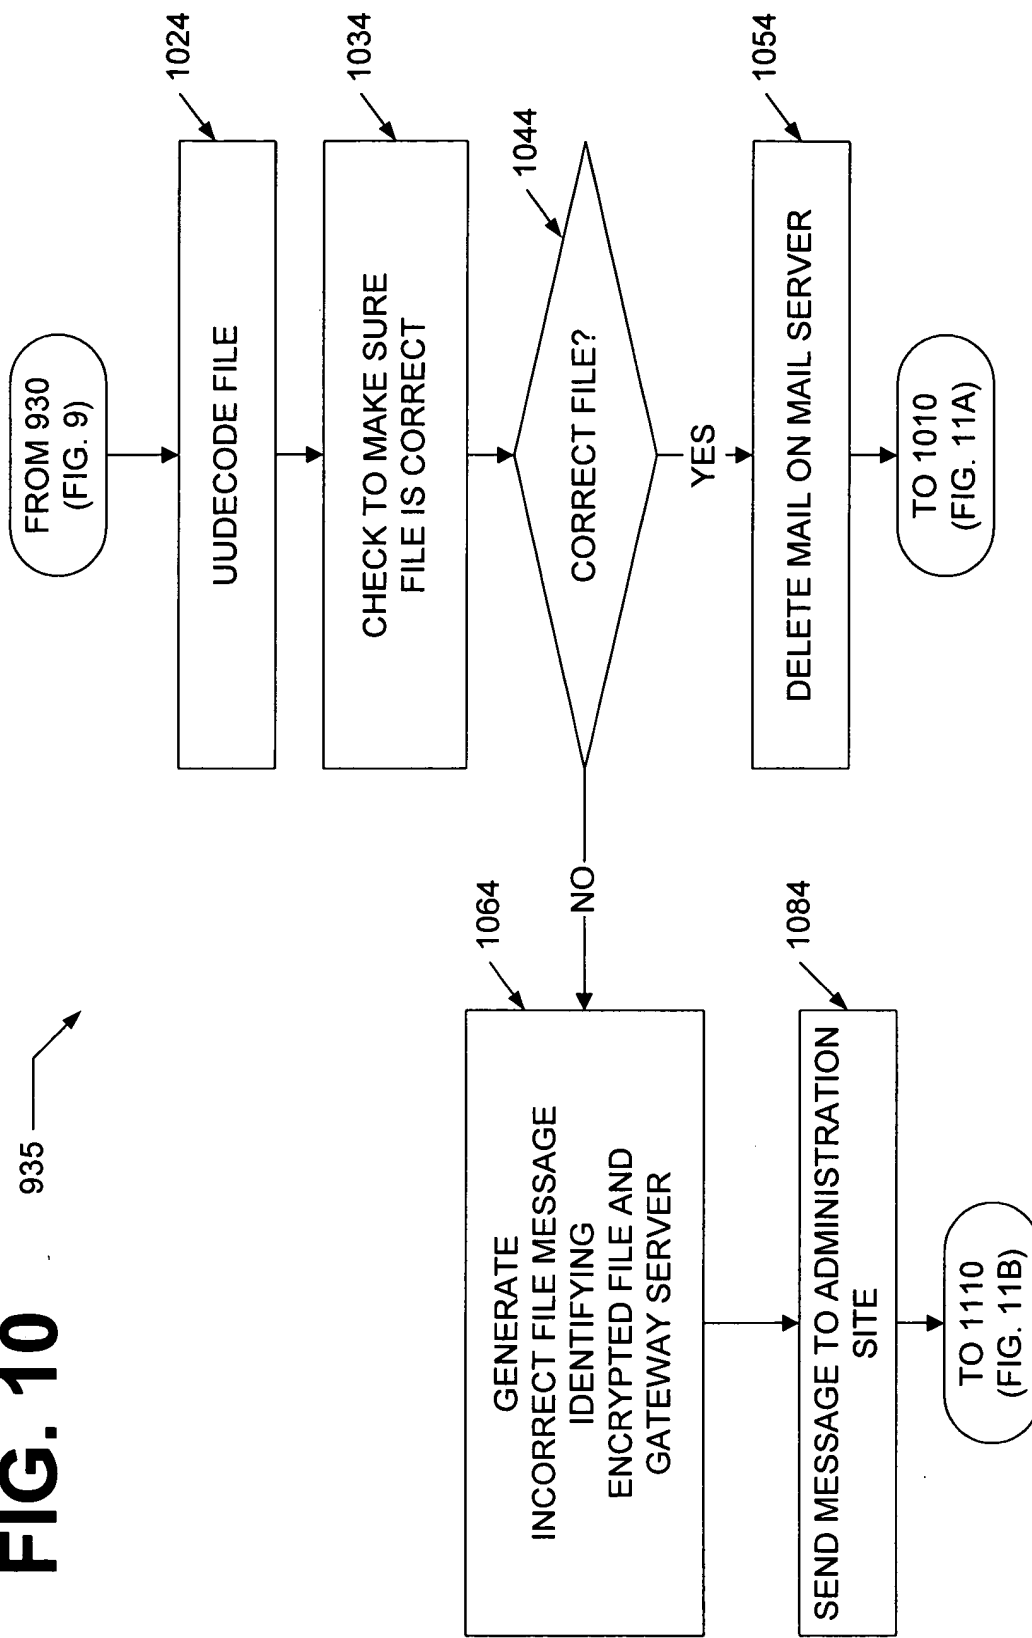 FIG. 10
935
FROM 930
(FIG. 9)
1024
UUDECODE FILE
1034
CHECK TO MAKE SURE
FILE IS CORRECT
1044
CORRECT FILE?
YES
NO
1054
DELETE MAIL ON MAIL SERVER
TO 1010
(FIG. 11A)
1064
GENERATE
INCORRECT FILE MESSAGE
IDENTIFYING
ENCRYPTED FILE AND
GATEWAY SERVER
1084
SEND MESSAGE TO ADMINISTRATION
SITE
TO 1110
(FIG. 11B)